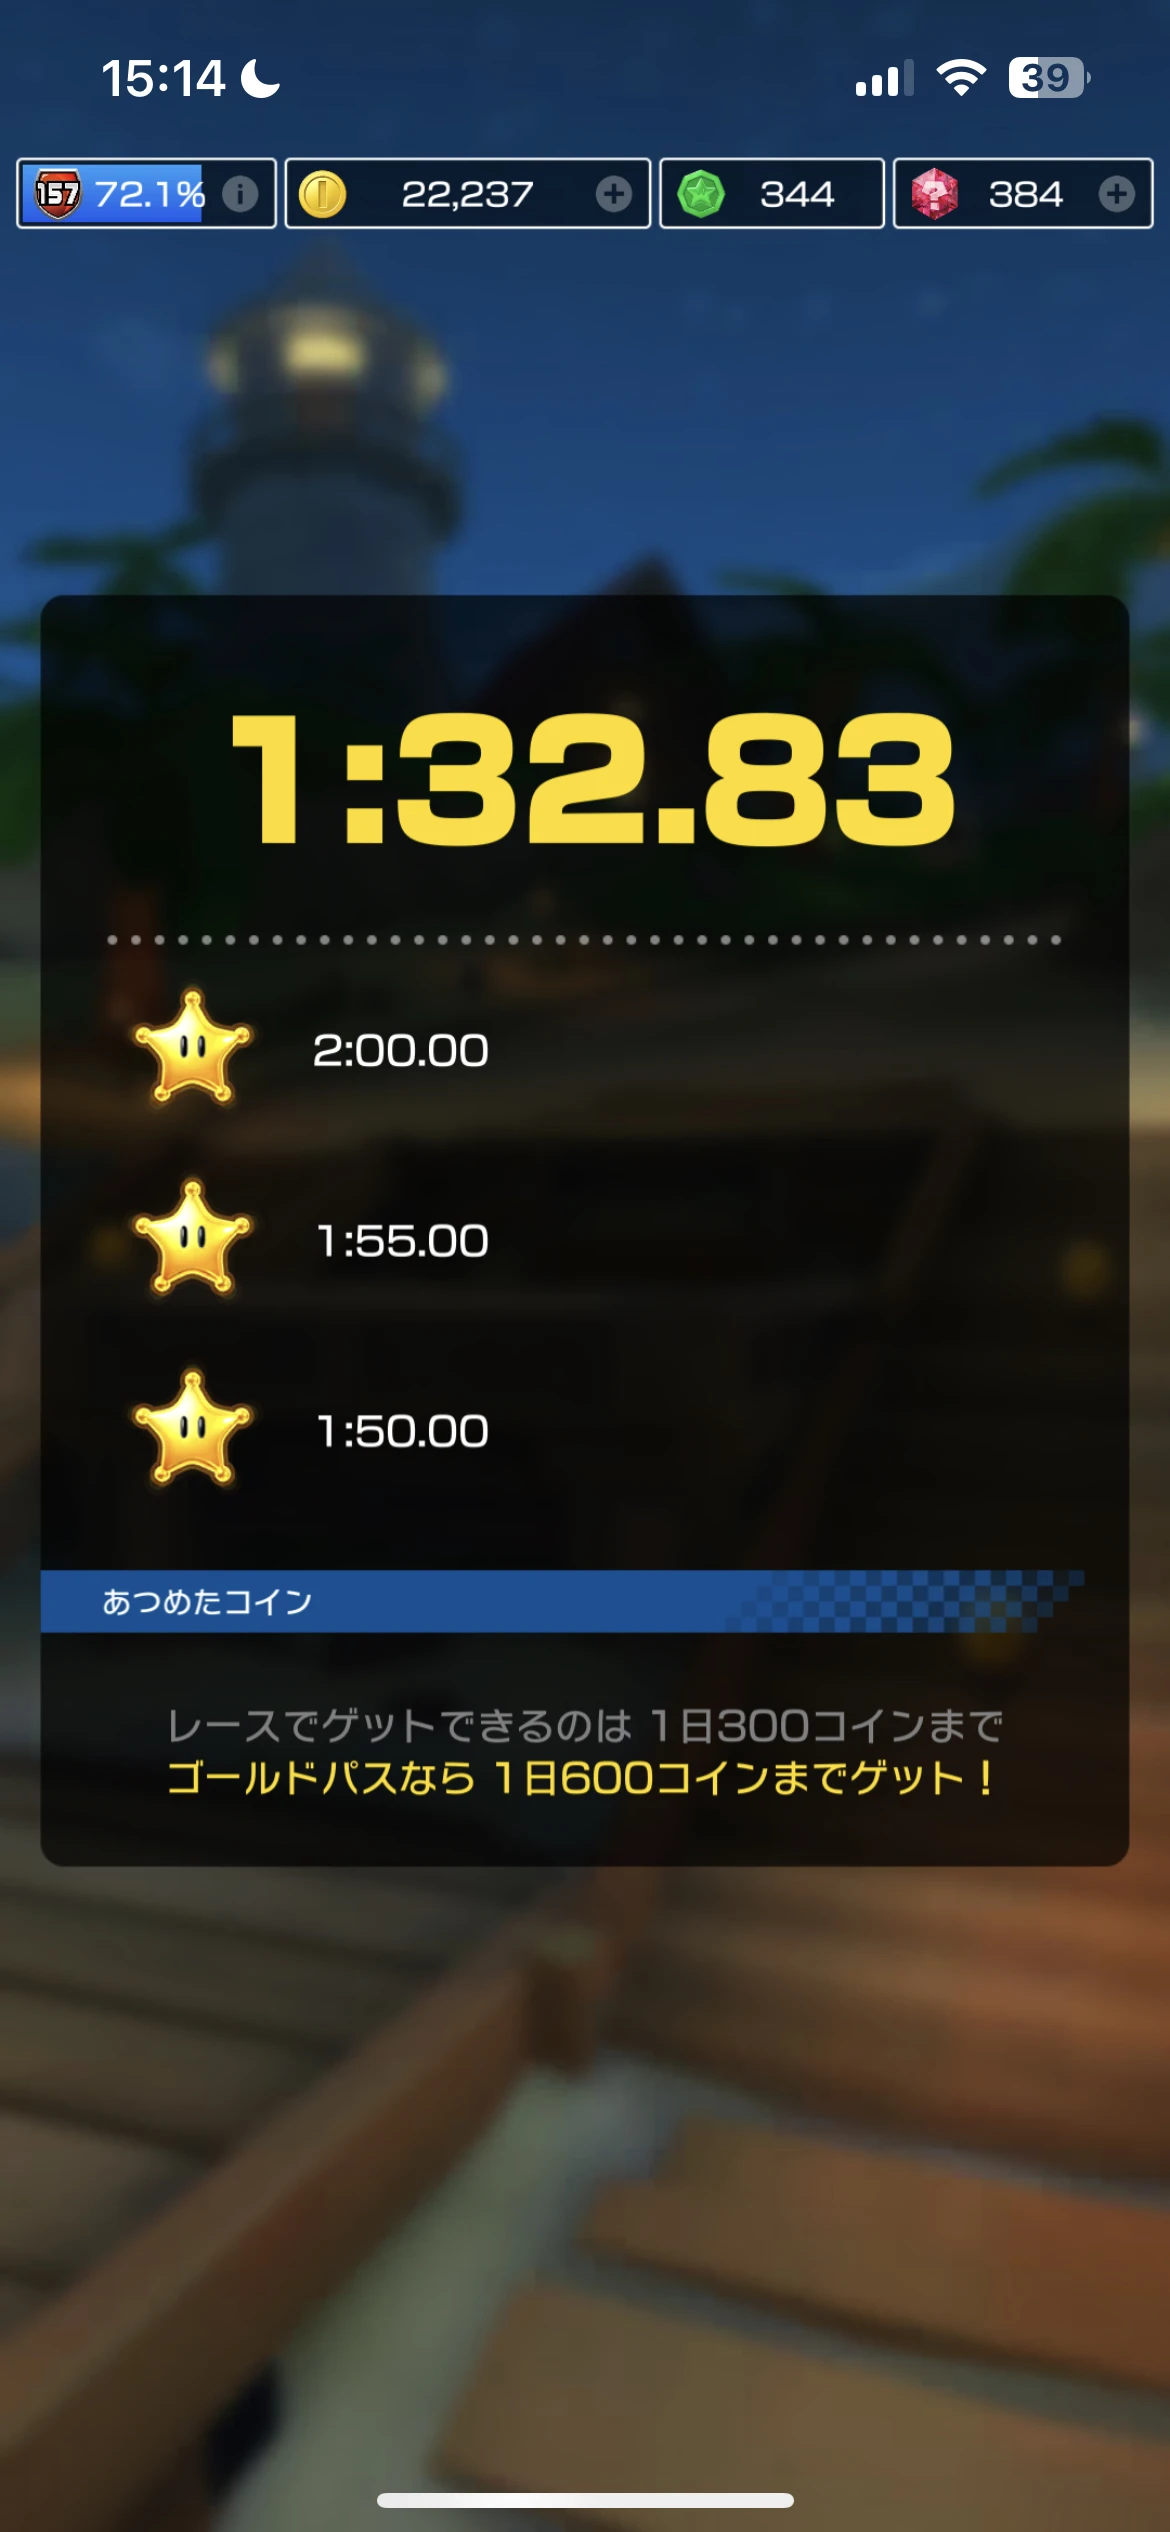 15:14
39
157 72.1% i
22,237
344
384
1:32.83
2:00.00
1:55.00
1:50.00
あつめたコイン
レースでゲットできるのは 1日300コインまで
ゴールドパスなら 1日600コインまでゲット！